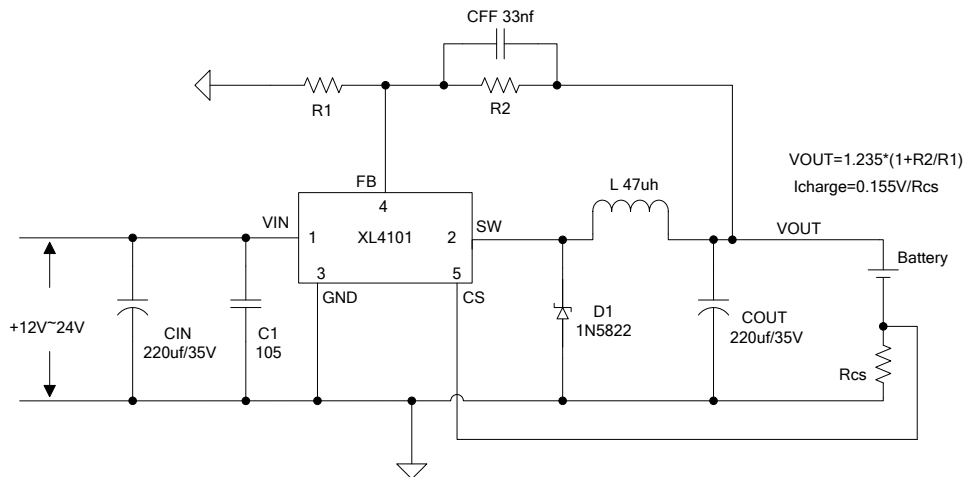 CFF 33nf
R1
R2
VOUT=1.235*(1+R2/R1)
Icharge=0.155V/Rcs
FB
4
L 47uh
VIN
1
XL4101
2
SW
VOUT
3
5
GND
CS
Battery
+12V~24V
CIN
220uf/35V
C1
105
D1
1N5822
COUT
220uf/35V
Rcs